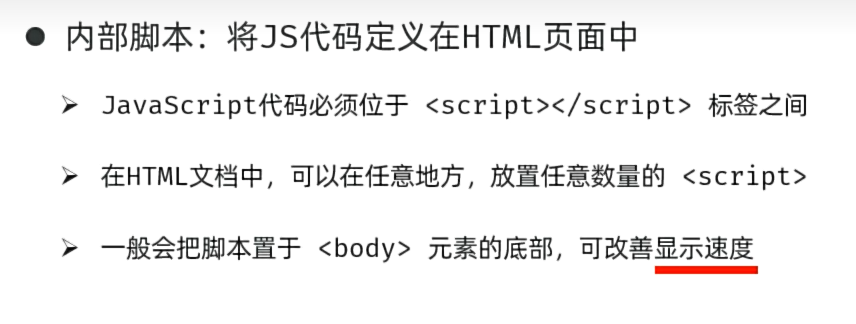 ● 内部脚本：将JS代码定义在HTML页面中
➢ JavaScript代码必须位于 <script></script> 标签之间
➢ 在HTML文档中，可以在任意地方，放置任意数量的 <script>
➢ 一般会把脚本置于 <body> 元素的底部，可改善显示速度